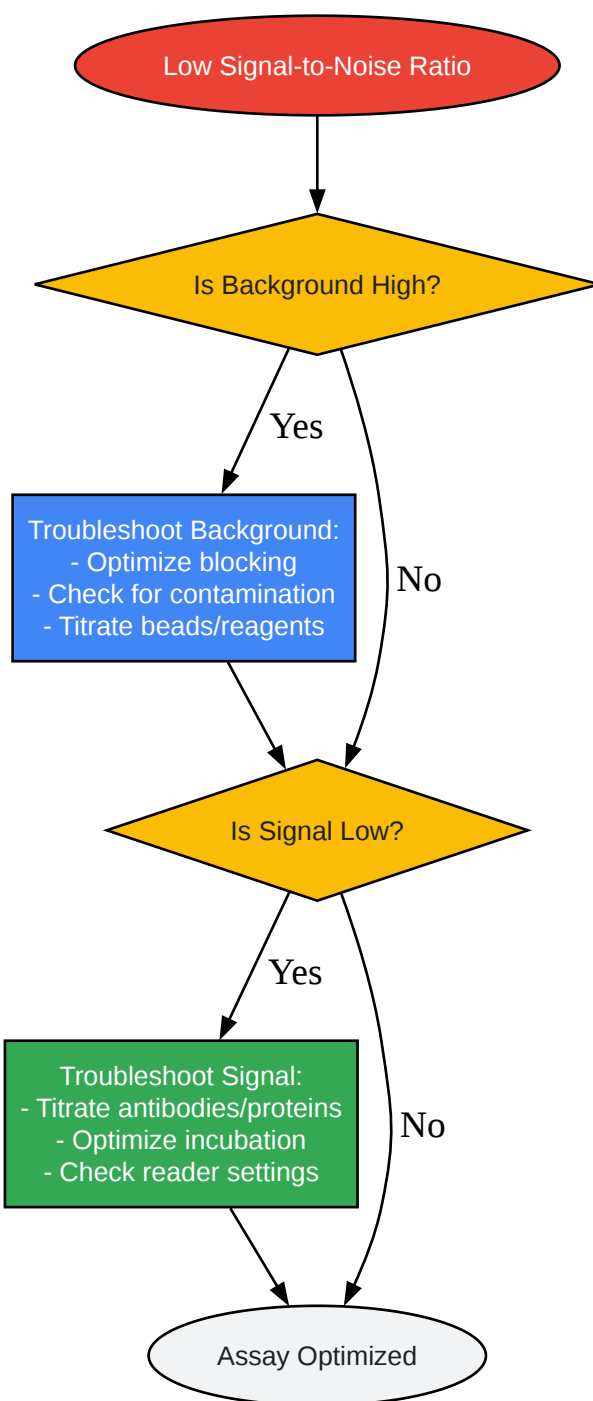 Low Signal-to-Noise Ratio
Is Background High?
Yes
Troubleshoot Background:
- Optimize blocking
- Check for contamination
- Titrate beads/reagents
No
Is Signal Low?
Yes
Troubleshoot Signal:
- Titrate antibodies/proteins
- Optimize incubation
- Check reader settings
No
Assay Optimized